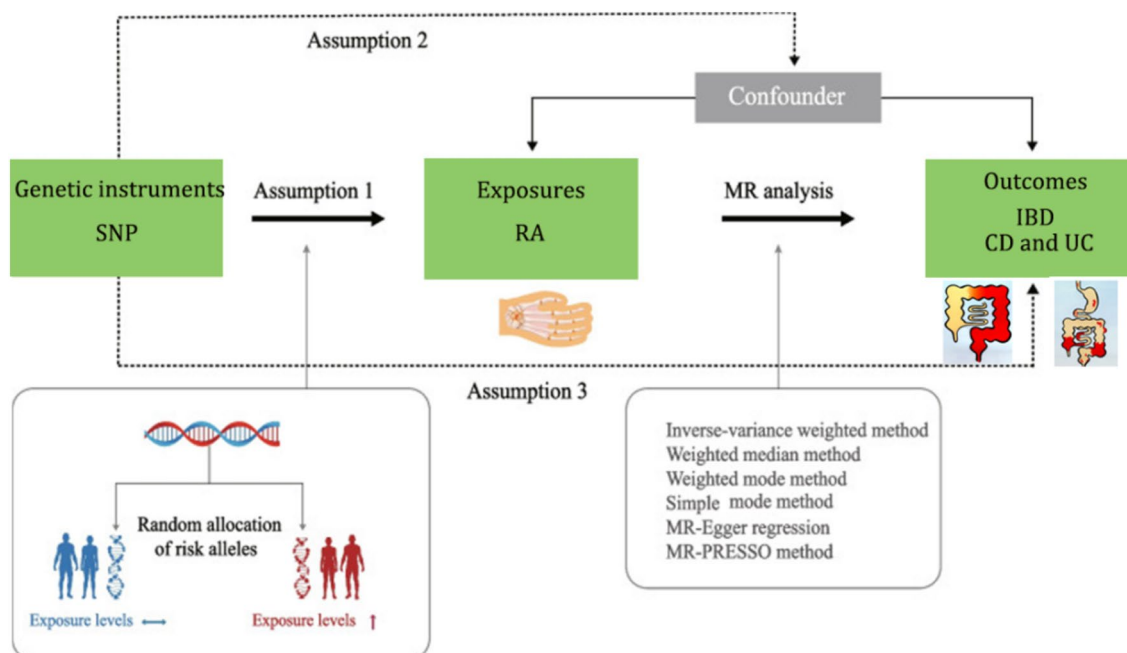 Assumption 2
Confounder
Genetic instruments
SNP
Assumption 1
Exposures
RA
MR analysis
Outcomes
IBD
CD and UC
Assumption 3
Random allocation
of risk alleles
Exposure levels ↔
Exposure levels ↑
Inverse-variance weighted method
Weighted median method
Weighted mode method
Simple mode method
MR-Egger regression
MR-PRESSO method